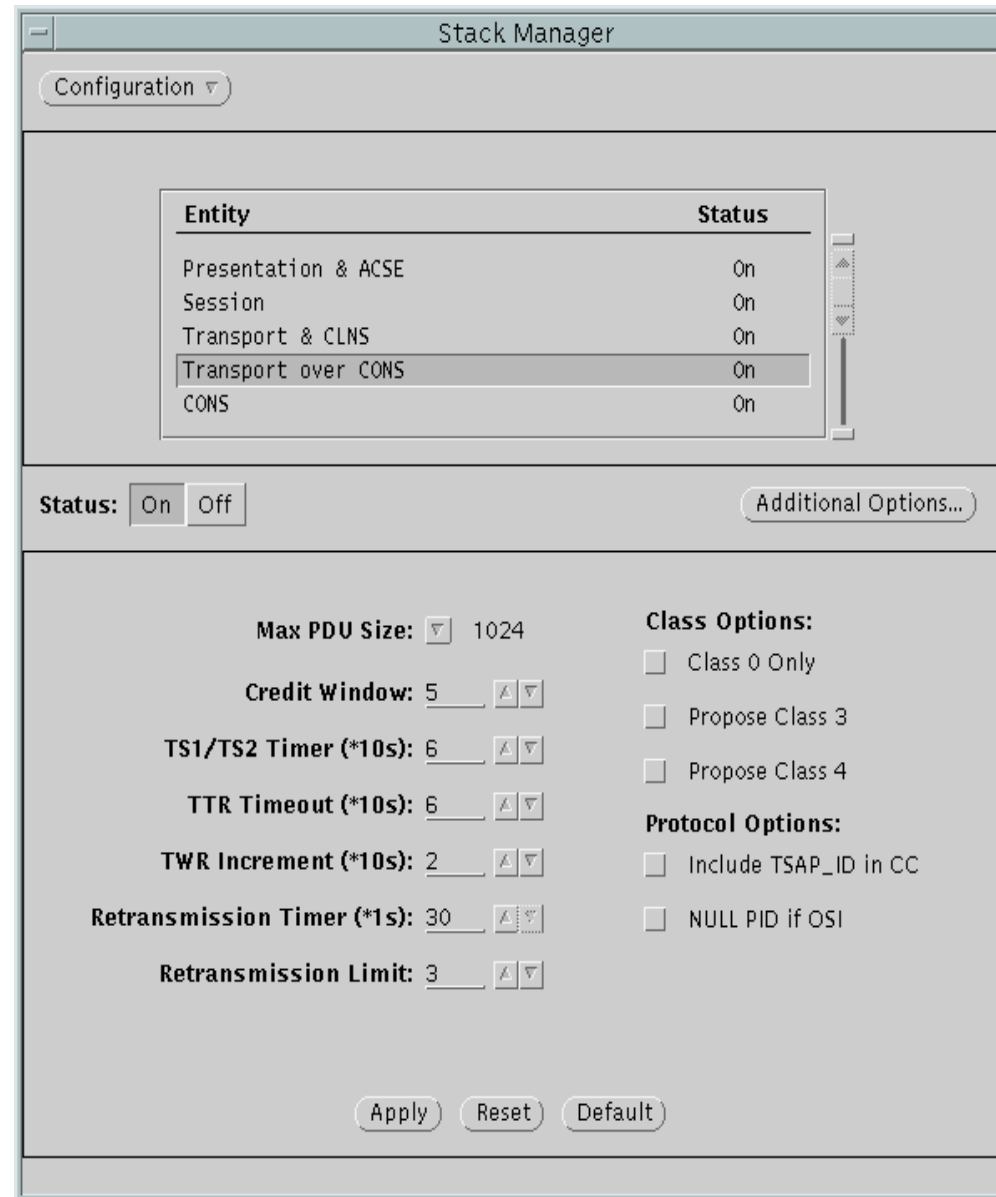 Stack Manager
Configuration
Entity Status
Presentation & ACSE On
Session On
Transport & CLNS On
Transport over CONS On
CONS On
Status: On Off Additional Options...
Max PDU Size: 1024
Credit Window: 5
TS1/TS2 Timer (*10s): 6
TTR Timeout (*10s): 6
TWR Increment (*10s): 2
Retransmission Timer (*1s): 30
Retransmission Limit: 3
Class Options:
Class 0 Only
Propose Class 3
Propose Class 4
Protocol Options:
Include TSAP_ID in CC
NULL PID if OSI
Apply Reset Default